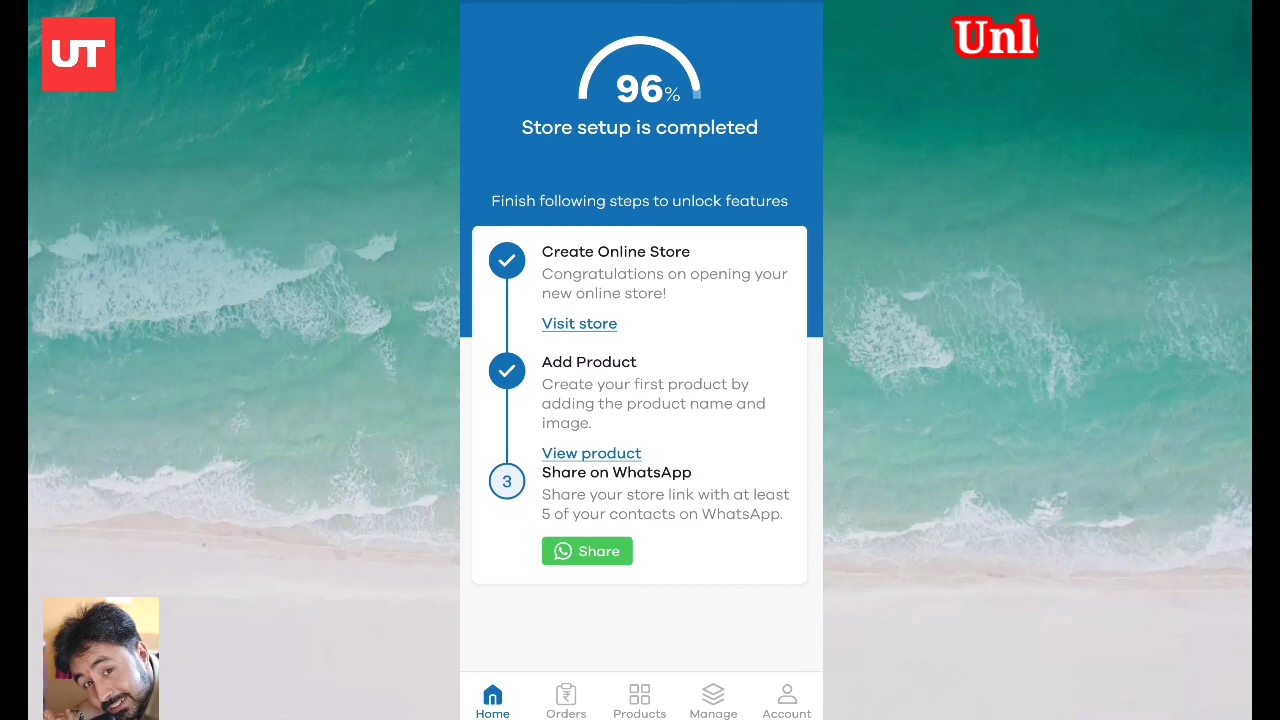 UT
96%
Store setup is completed
Finish following steps to unlock features
Create Online Store
Congratulations on opening your
new online store!
Visit store
Add Product
Create your first product by
adding the product name and
image.
View product
3
Share on WhatsApp
Share your store link with at least
5 of your contacts on WhatsApp.
Share
Home
Orders
Products
Manage
Account